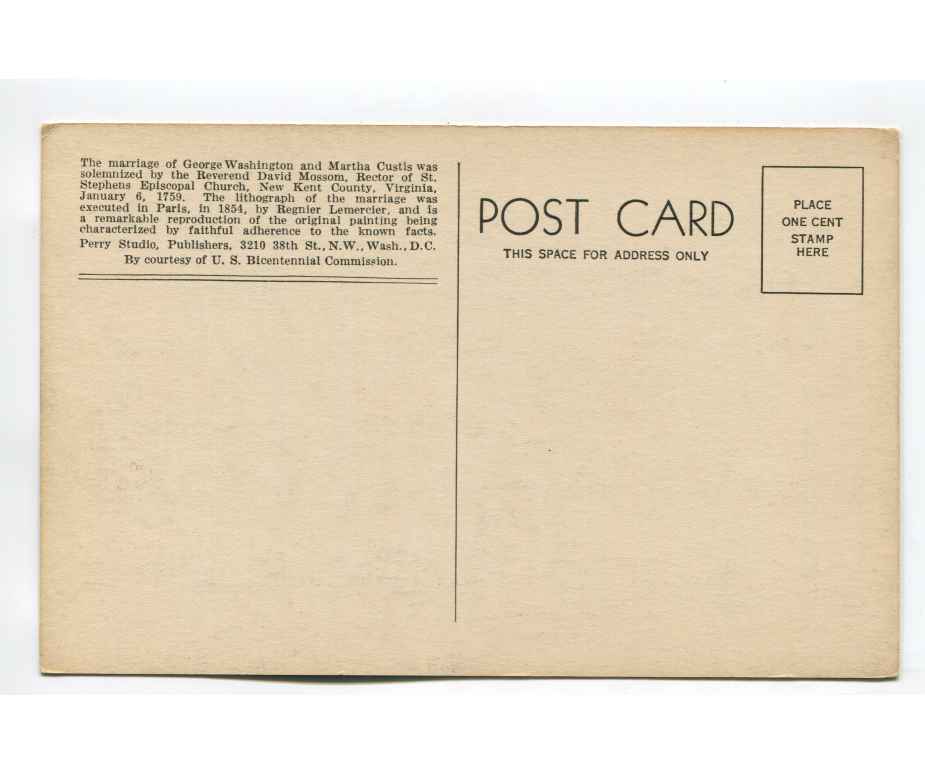 The marriage of George Washington and Martha Custis was
solemnized by the Reverend David Mossom, Rector of St.
Stephens Episcopal Church, New Kent County, Virginia,
January 6, 1759. The lithograph of the marriage was
executed in Paris, in 1854, by Regnier Lemercier, and is
a remarkable reproduction of the original painting being
characterized by faithful adherence to the known facts.
Perry Studio, Publishers, 3210 38th St., N.W., Wash., D.C.
By courtesy of U. S. Bicentennial Commission.
POST CARD
THIS SPACE FOR ADDRESS ONLY
PLACE
ONE CENT
STAMP
HERE